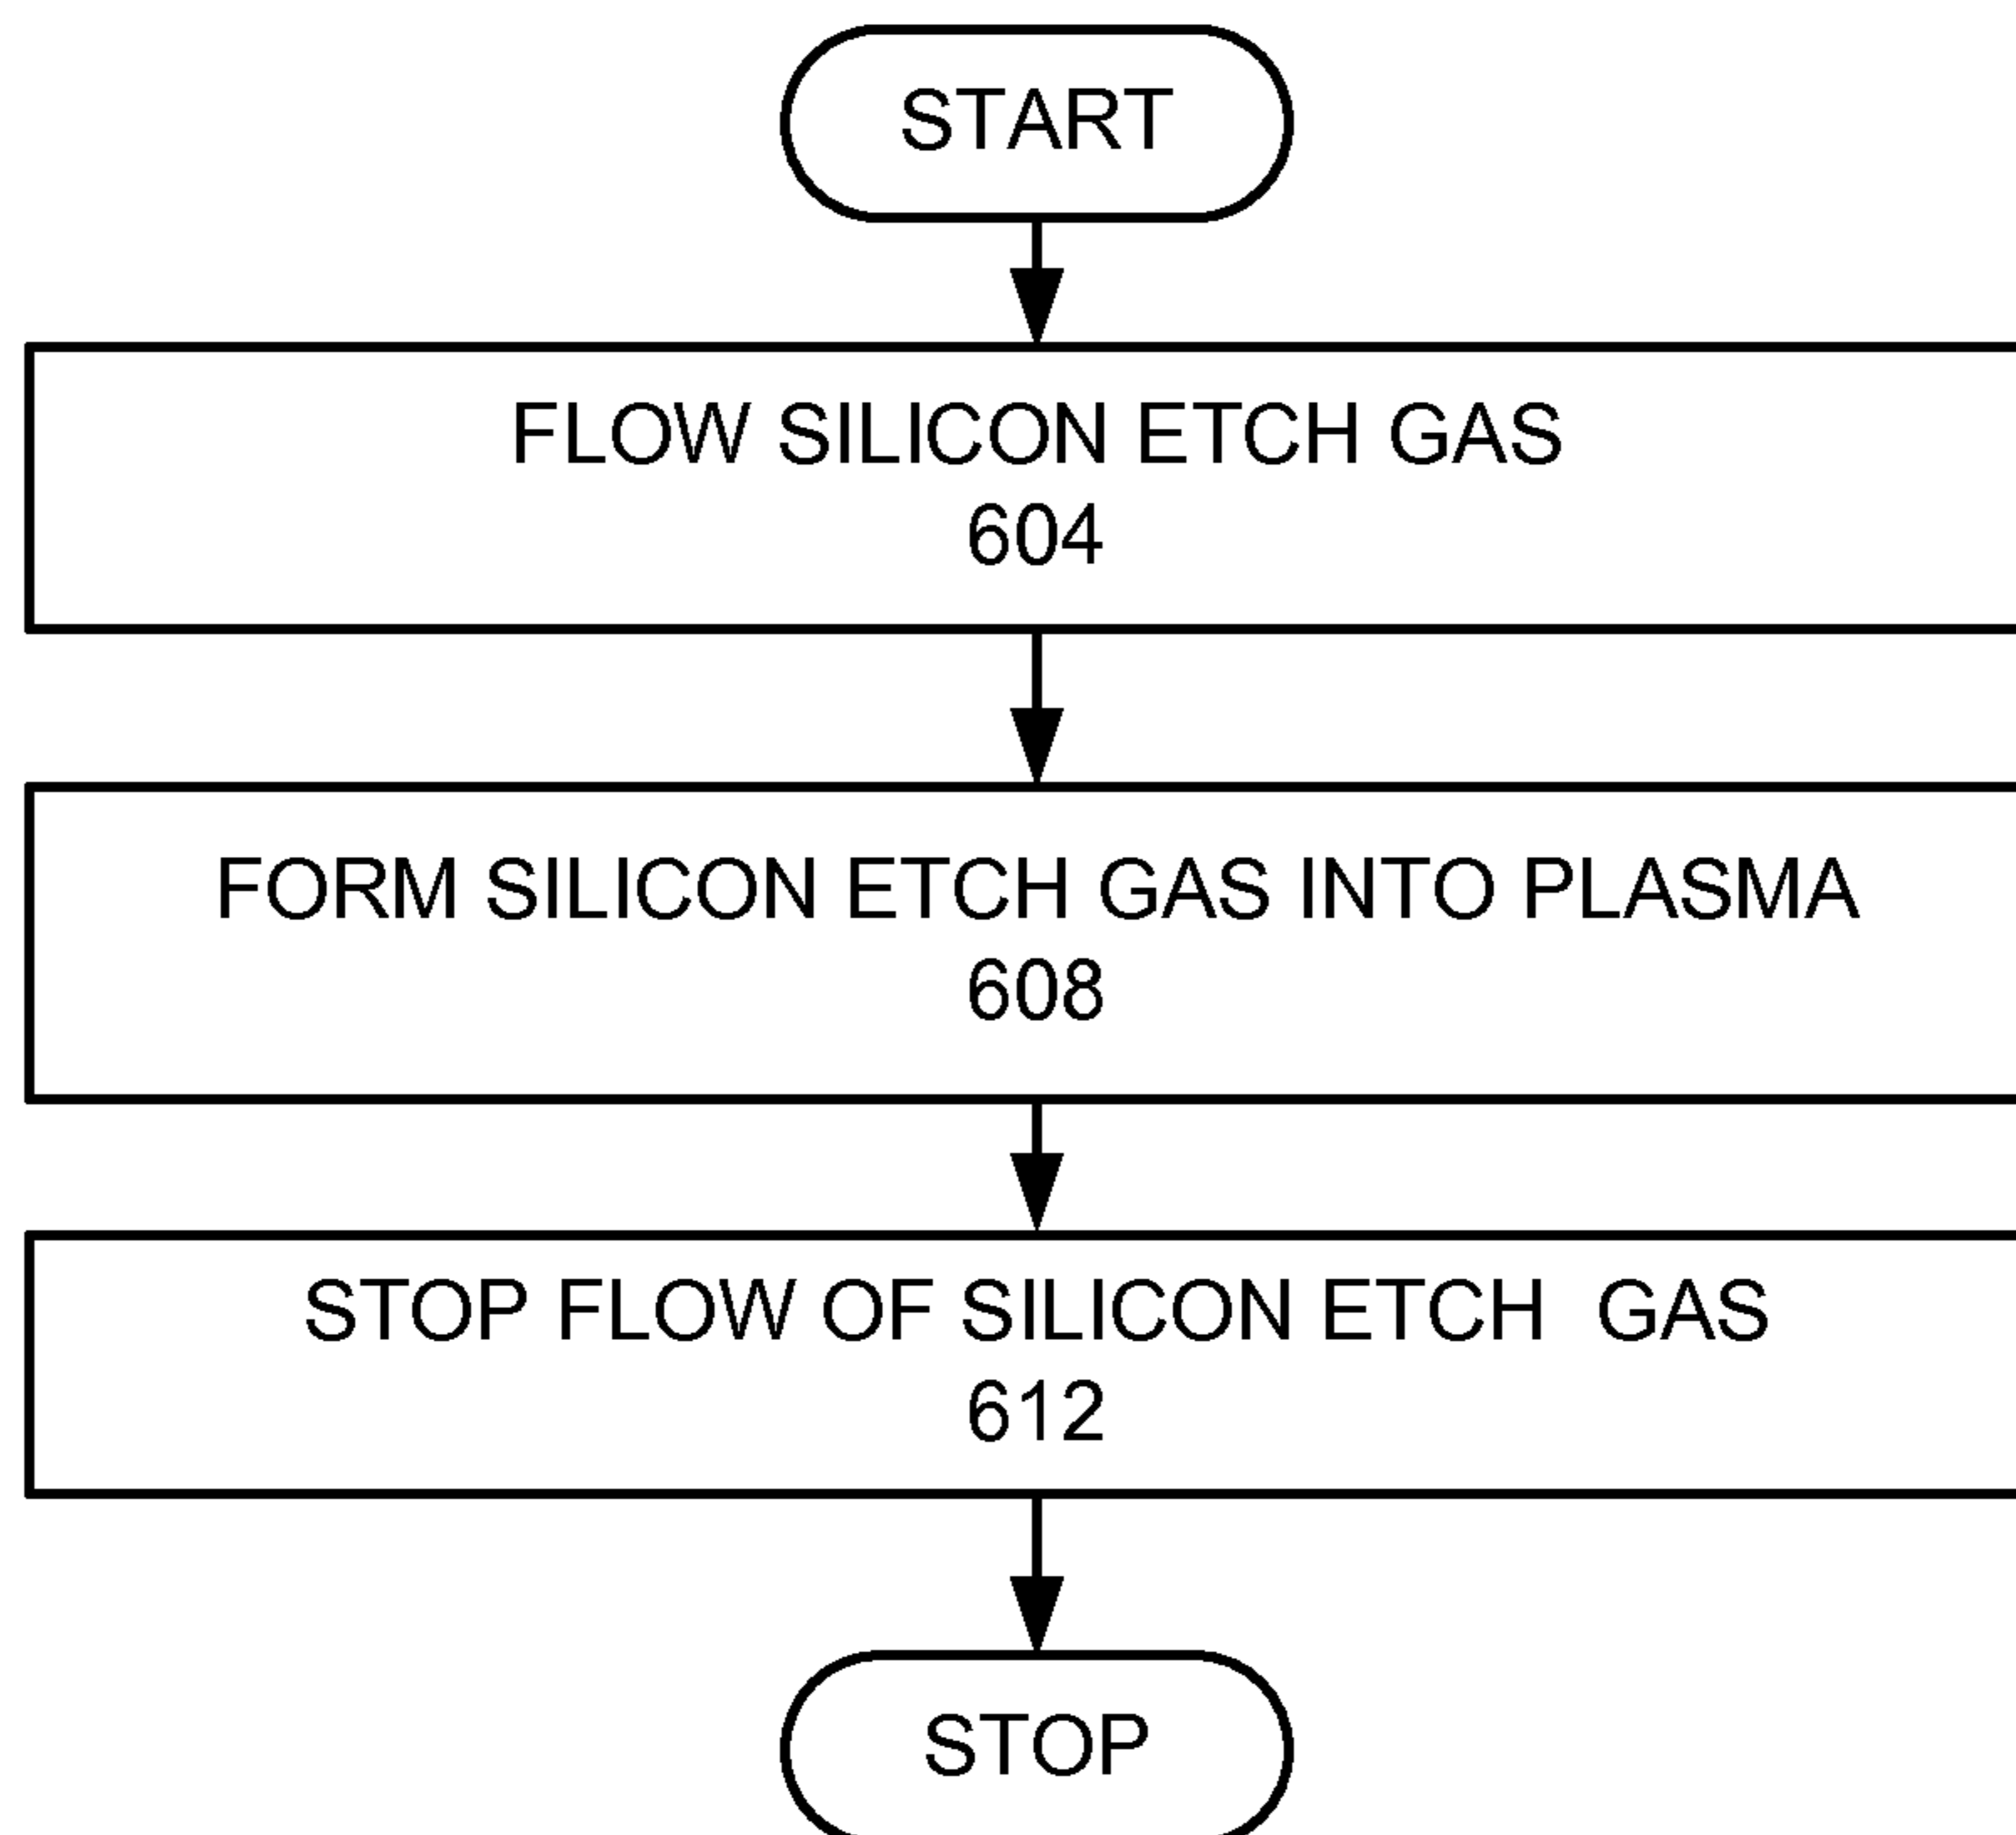 START
FLOW SILICON ETCH GAS
604
FORM SILICON ETCH GAS INTO PLASMA
608
STOP FLOW OF SILICON ETCH  GAS
612
STOP